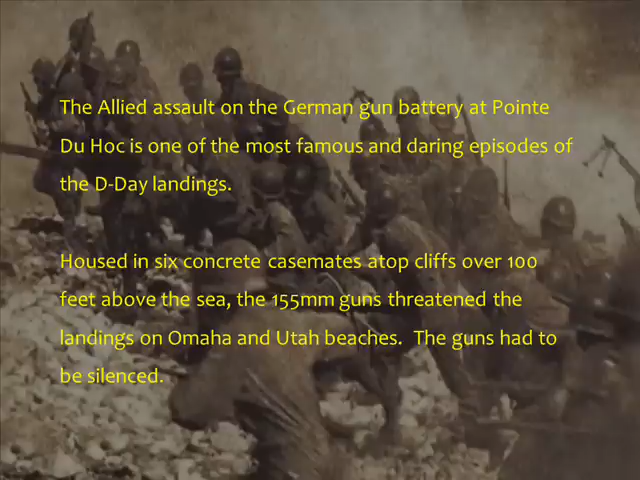 The Allied assault on the German gun battery at Pointe
Du Hoc is one of the most famous and daring episodes of
the D-Day landings.
Housed in six concrete casemates atop cliffs over 100
feet above the sea, the 155mm guns threatened the
landings on Omaha and Utah beaches.  The guns had to
be silenced.